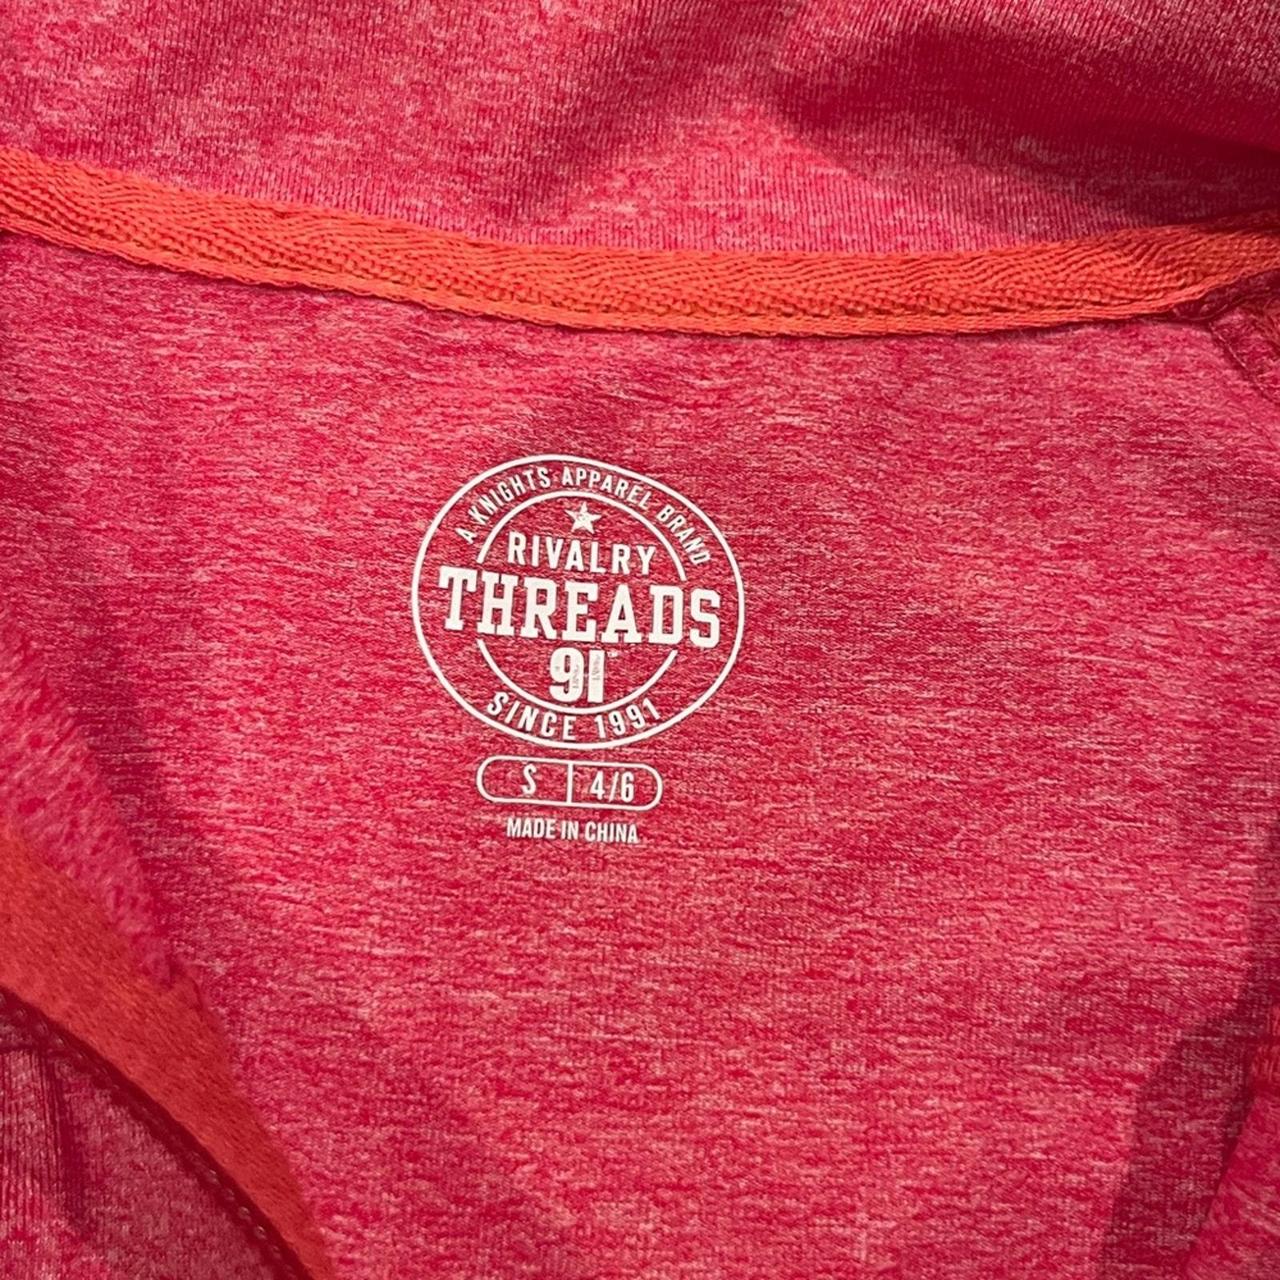 A KNIGHTS APPAREL BRAND
RIVALRY
THREADS
91
SINCE 1991
S 4/6
MADE IN CHINA